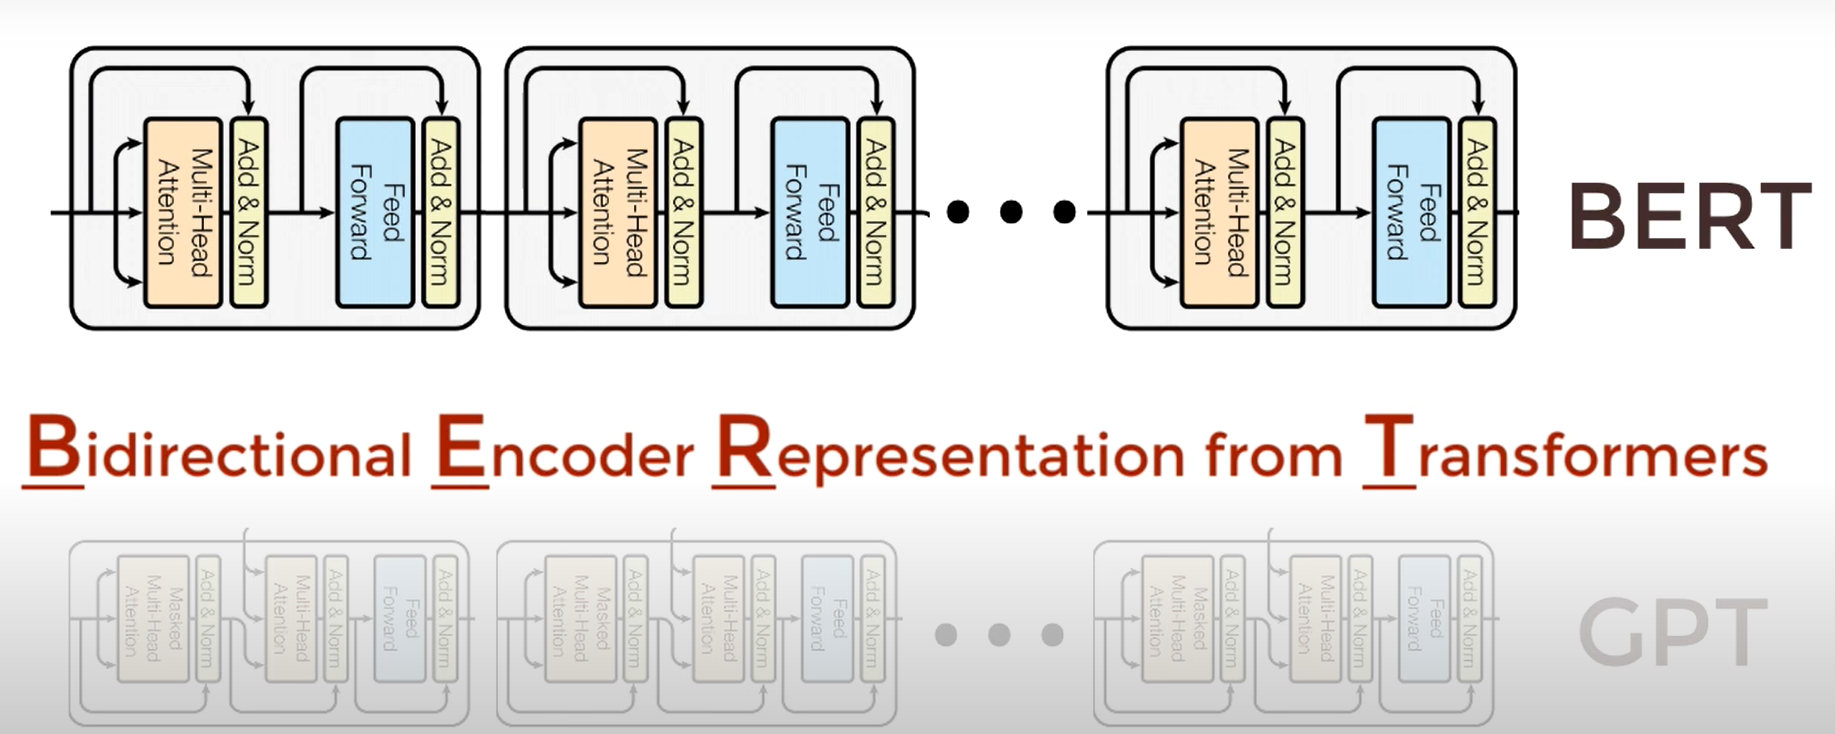 Multi-Head
Attention
Add & Norm
Feed
Forward
Add & Norm
Multi-Head
Attention
Add & Norm
Feed
Forward
Add & Norm
Multi-Head
Attention
Add & Norm
Feed
Forward
Add & Norm
BERT
Bidirectional Encoder Representation from Transformers
Masked
Multi-Head
Attention
Add & Norm
Multi-Head
Attention
Add & Norm
Feed
Forward
Add & Norm
Masked
Multi-Head
Attention
Add & Norm
Multi-Head
Attention
Add & Norm
Feed
Forward
Add & Norm
Masked
Multi-Head
Attention
Add & Norm
Multi-Head
Attention
Add & Norm
Feed
Forward
Add & Norm
GPT